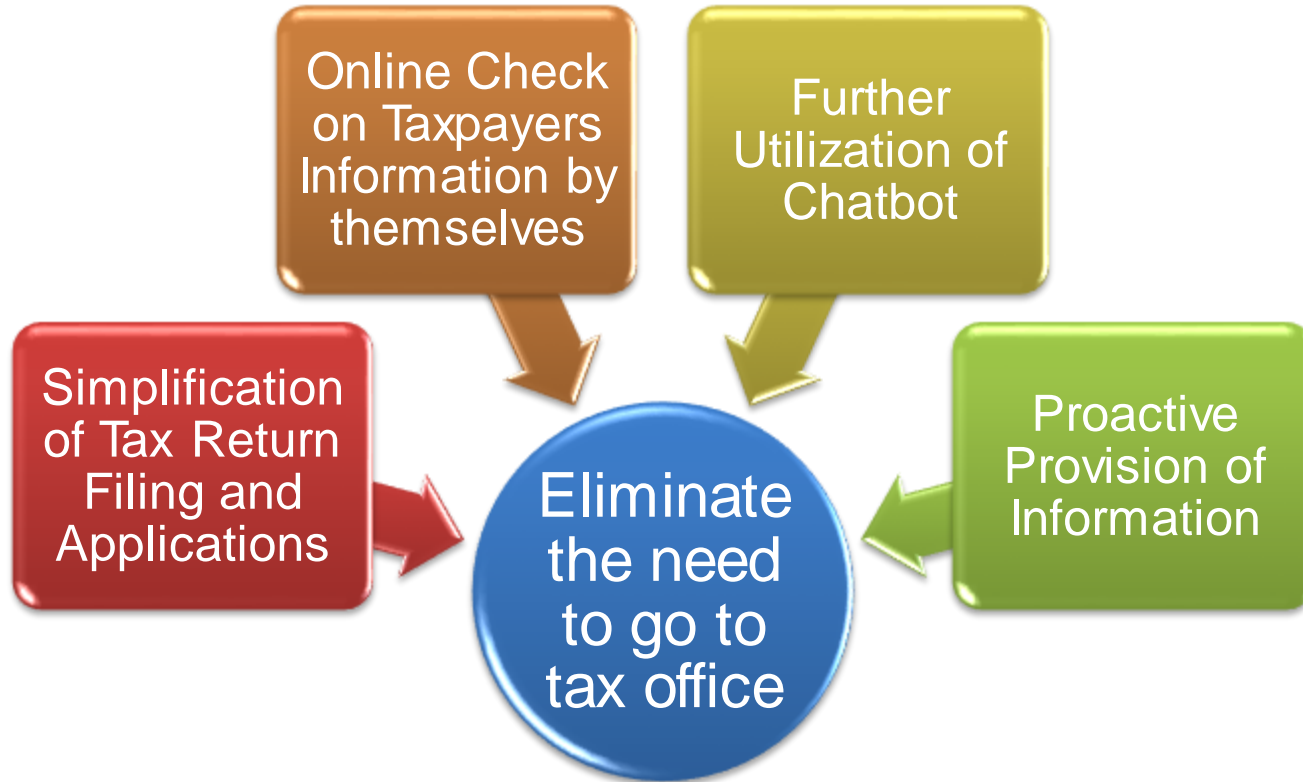 Online Check
on Taxpayers
Information by
themselves
Further
Utilization of
Chatbot
Simplification
of Tax Return
Filing and
Applications
Proactive
Provision of
Information
Eliminate
the need
to go to
tax office